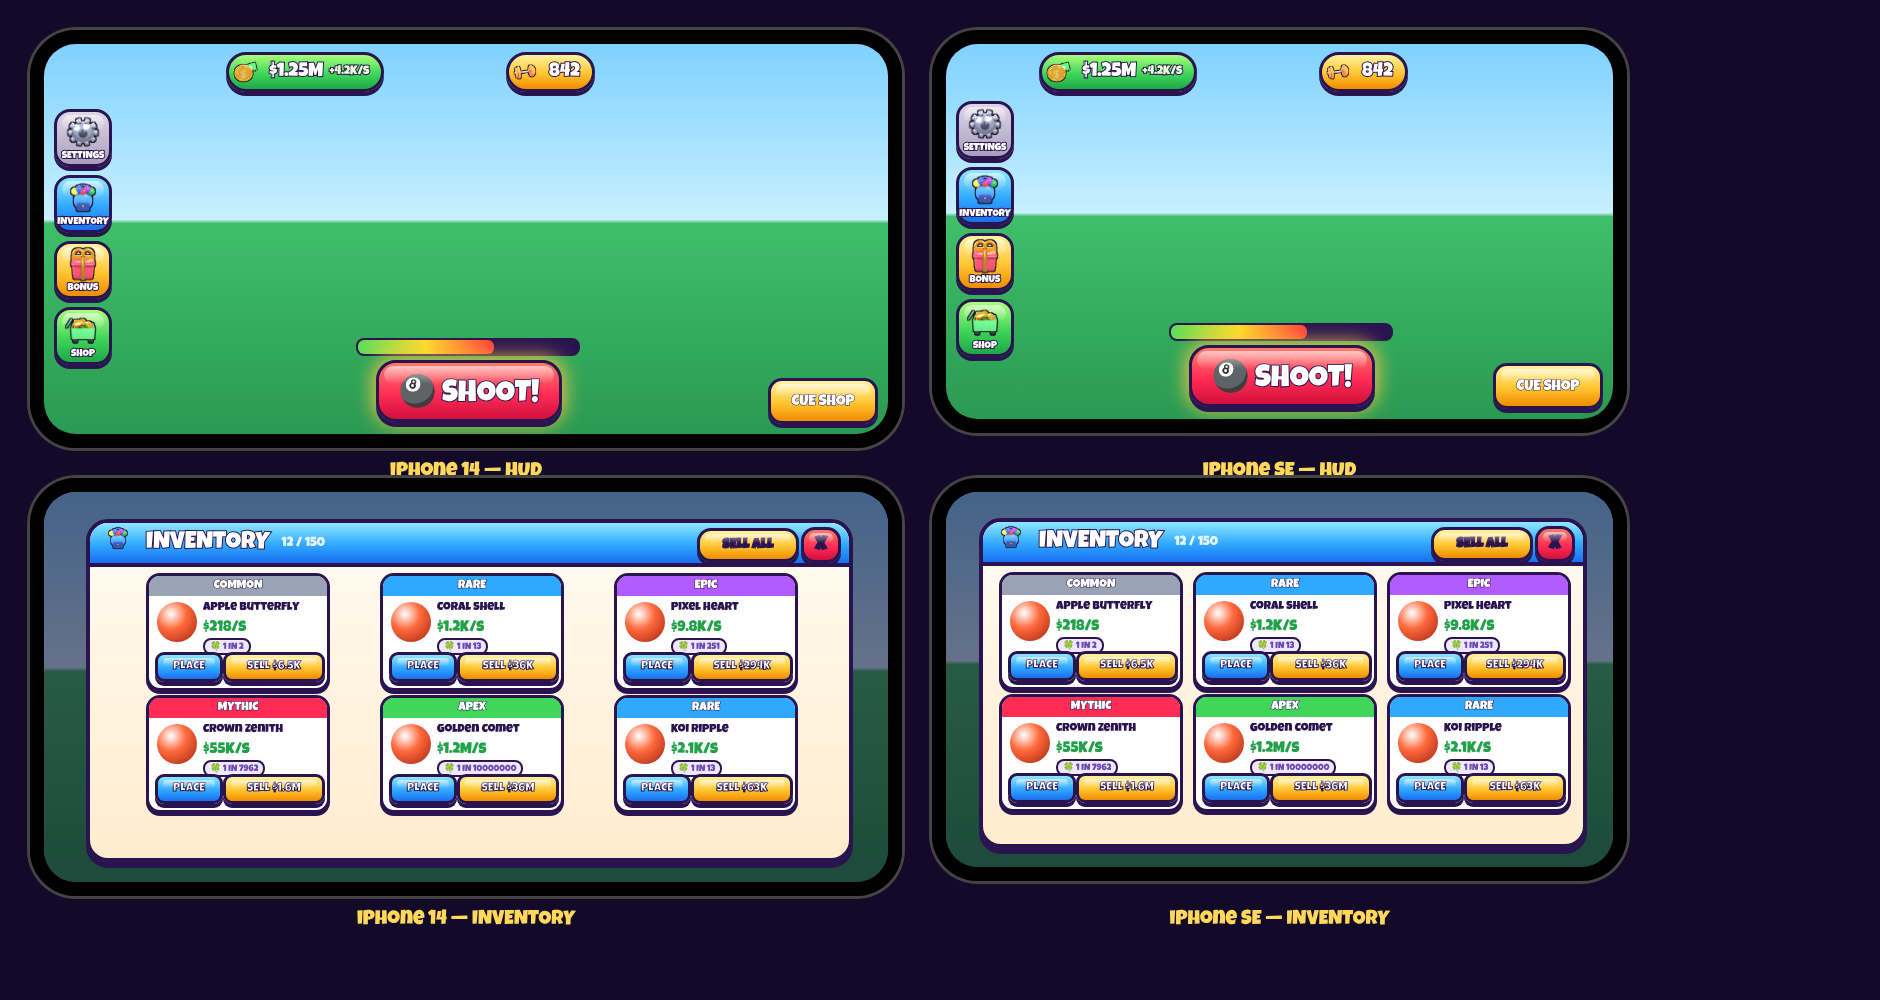 $1.25M +4.2K/S
842
SETTINGS
INVENTORY
BONUS
SHOP
8
SHOOT!
CUE SHOP
iPhone 14 — HUD
$1.25M +4.2K/S
842
SETTINGS
INVENTORY
BONUS
SHOP
8
SHOOT!
CUE SHOP
iPhone SE — HUD
INVENTORY 12 / 150
SELL ALL X
COMMON
Apple Butterfly
$218/S
1 IN 2
PLACE SELL $6.5K
RARE
Coral Shell
$1.2K/S
1 IN 13
PLACE SELL $36K
EPIC
Pixel Heart
$9.8K/S
1 IN 251
PLACE SELL $294K
MYTHIC
Crown Zenith
$55K/S
1 IN 7962
PLACE SELL $1.6M
APEX
Golden Comet
$1.2M/S
1 IN 10000000
PLACE SELL $36M
RARE
Koi Ripple
$2.1K/S
1 IN 13
PLACE SELL $63K
iPhone 14 — INVENTORY
INVENTORY 12 / 150
SELL ALL X
COMMON
Apple Butterfly
$218/S
1 IN 2
PLACE SELL $6.5K
RARE
Coral Shell
$1.2K/S
1 IN 13
PLACE SELL $36K
EPIC
Pixel Heart
$9.8K/S
1 IN 251
PLACE SELL $294K
MYTHIC
Crown Zenith
$55K/S
1 IN 7962
PLACE SELL $1.6M
APEX
Golden Comet
$1.2M/S
1 IN 10000000
PLACE SELL $36M
RARE
Koi Ripple
$2.1K/S
1 IN 13
PLACE SELL $63K
iPhone SE — INVENTORY